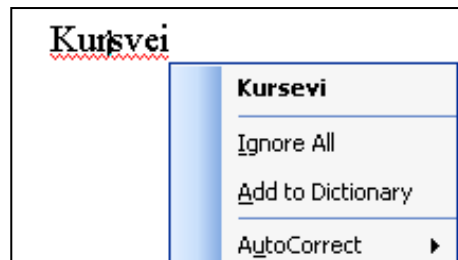 Kursvei
Kursevi
Ignore All
Add to Dictionary
AutoCorrect